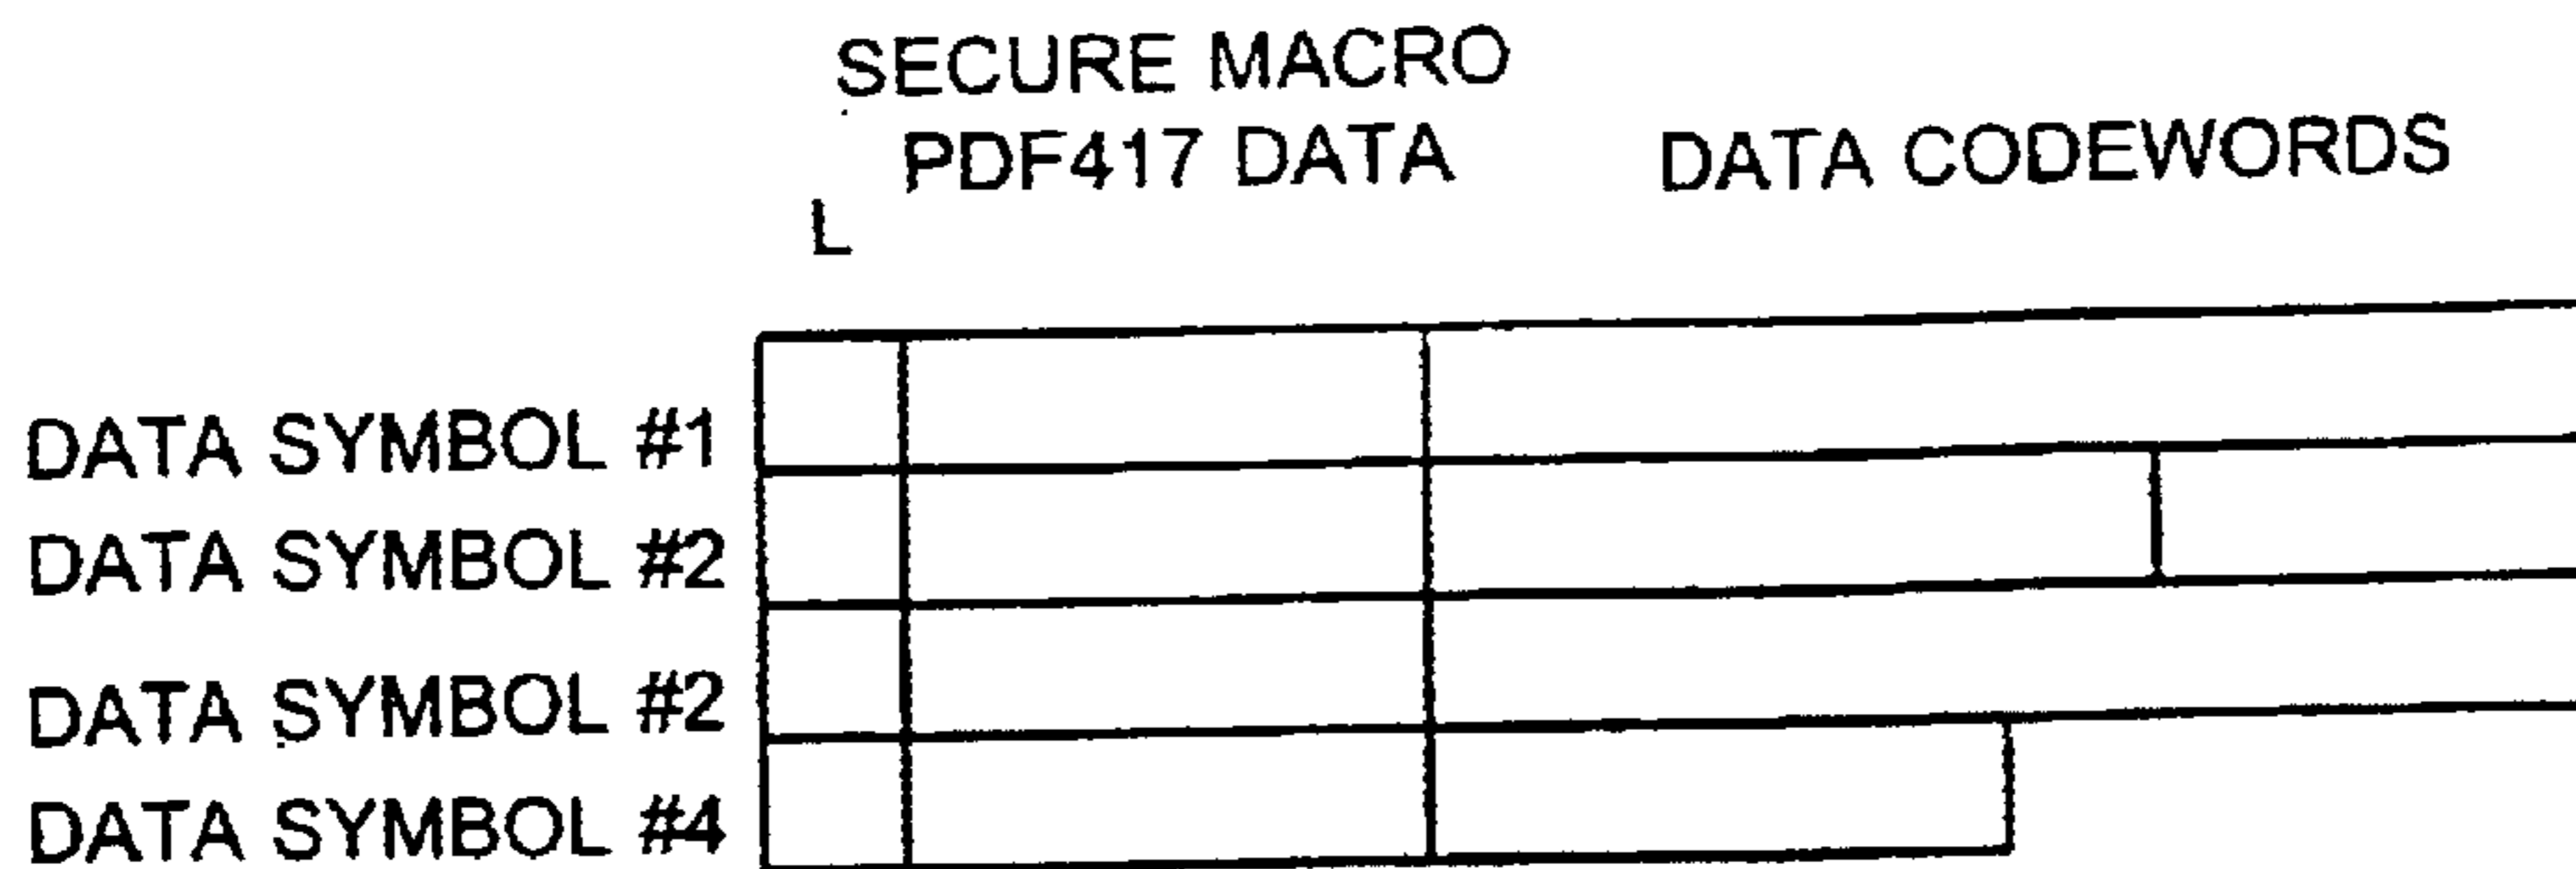 SECURE MACRO
PDF417 DATA
DATA CODEWORDS
L
DATA SYMBOL #1
DATA SYMBOL #2
DATA SYMBOL #2
DATA SYMBOL #4